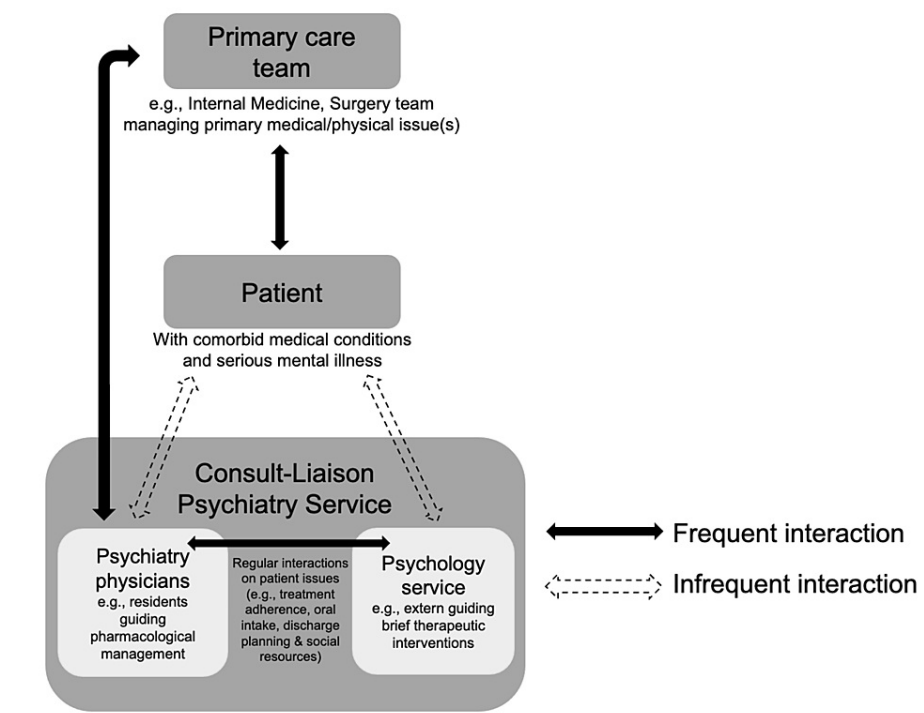 Primary care
team
e.g., Internal Medicine, Surgery team
managing primary medical/physical issue(s)
Patient
With comorbid medical conditions
and serious mental illness
Consult-Liaison
Psychiatry Service
Psychiatry
physicians
e.g., residents
guiding
pharmacological
management
Regular interactions
on patient issues
(e.g., treatment
adherence, oral
intake, discharge
planning & social
resources)
Psychology
service
e.g., extern guiding
brief therapeutic
interventions
Frequent interaction
Infrequent interaction